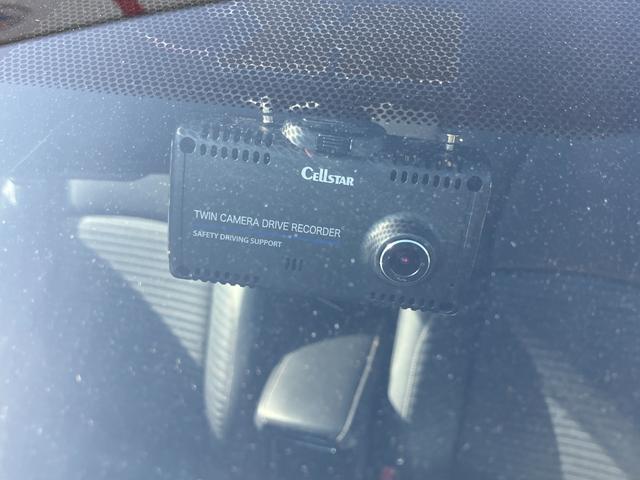 CELLSTAR
TWIN CAMERA DRIVE RECORDER
SAFETY DRIVING SUPPORT